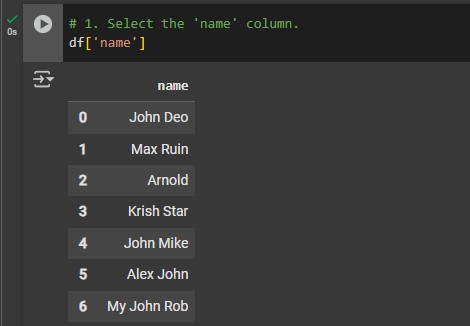 0s
# 1. Select the 'name' column.
df['name']
name
0 John Deo
1 Max Ruin
2 Arnold
3 Krish Star
4 John Mike
5 Alex John
6 My John Rob